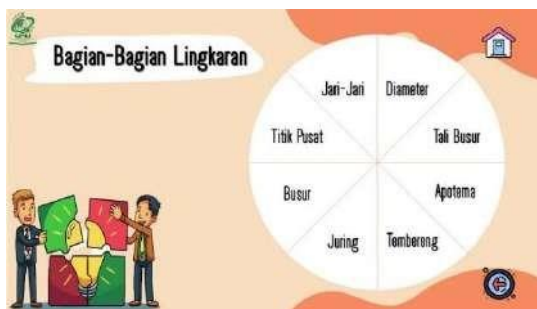 Bagian-Bagian Lingkaran
Jari-Jari
Diameter
Titik Pusat
Tali Busur
Busur
Apotema
Juring
Tembereng